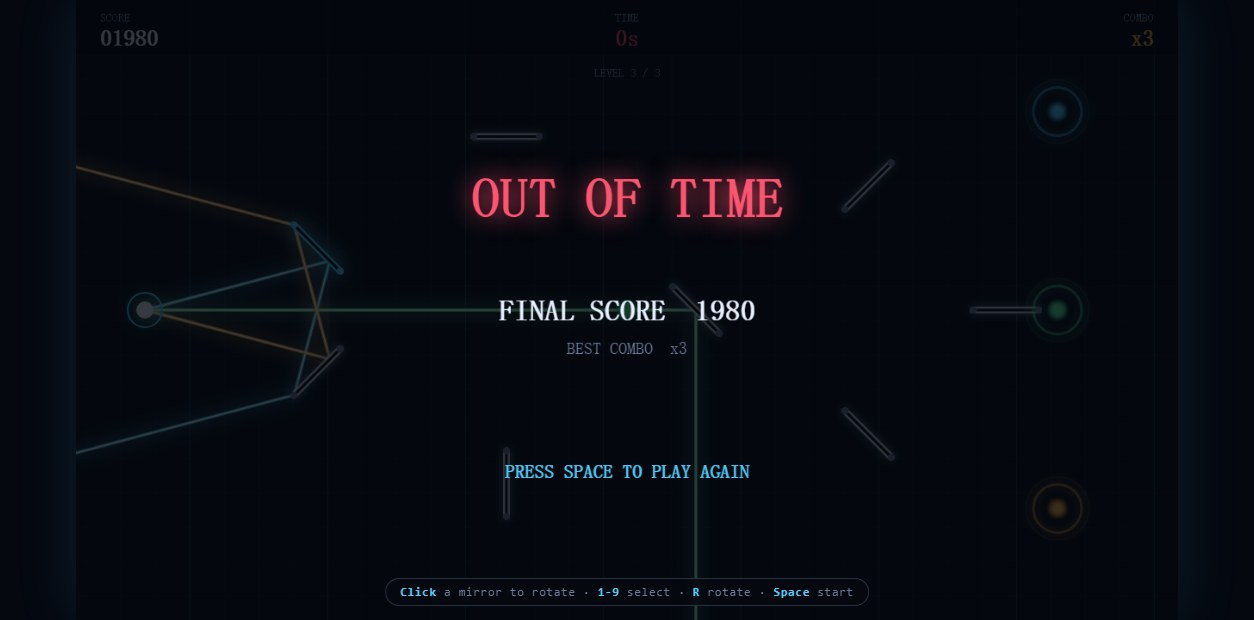 SCORE TIME COMBO
01980 0s x3
LEVEL 3 / 3
OUT OF TIME
FINAL SCORE 1980
BEST COMBO x3
PRESS SPACE TO PLAY AGAIN
Click a mirror to rotate · 1-9 select · R rotate · Space start